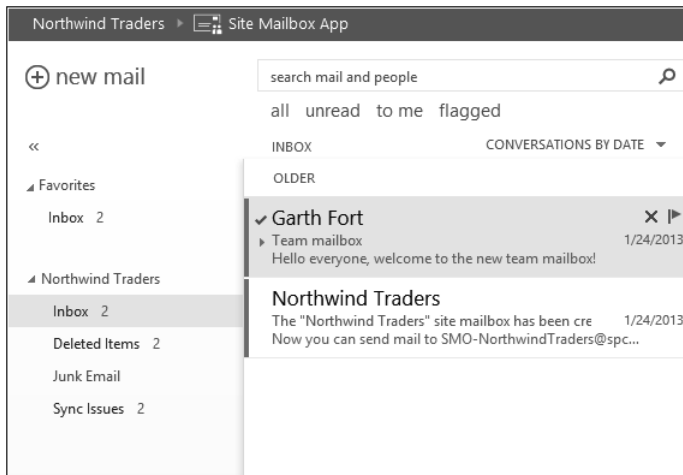 Northwind Traders Site Mailbox App
new mail
search mail and people
all unread to me flagged
INBOX CONVERSATIONS BY DATE
OLDER
Favorites
Inbox 2
Northwind Traders
Inbox 2
Deleted Items 2
Junk Email
Sync Issues 2
Garth Fort
Team mailbox 1/24/2013
Hello everyone, welcome to the new team mailbox!
Northwind Traders
The "Northwind Traders" site mailbox has been cre 1/24/2013
Now you can send mail to SMO-NorthwindTraders@spc...